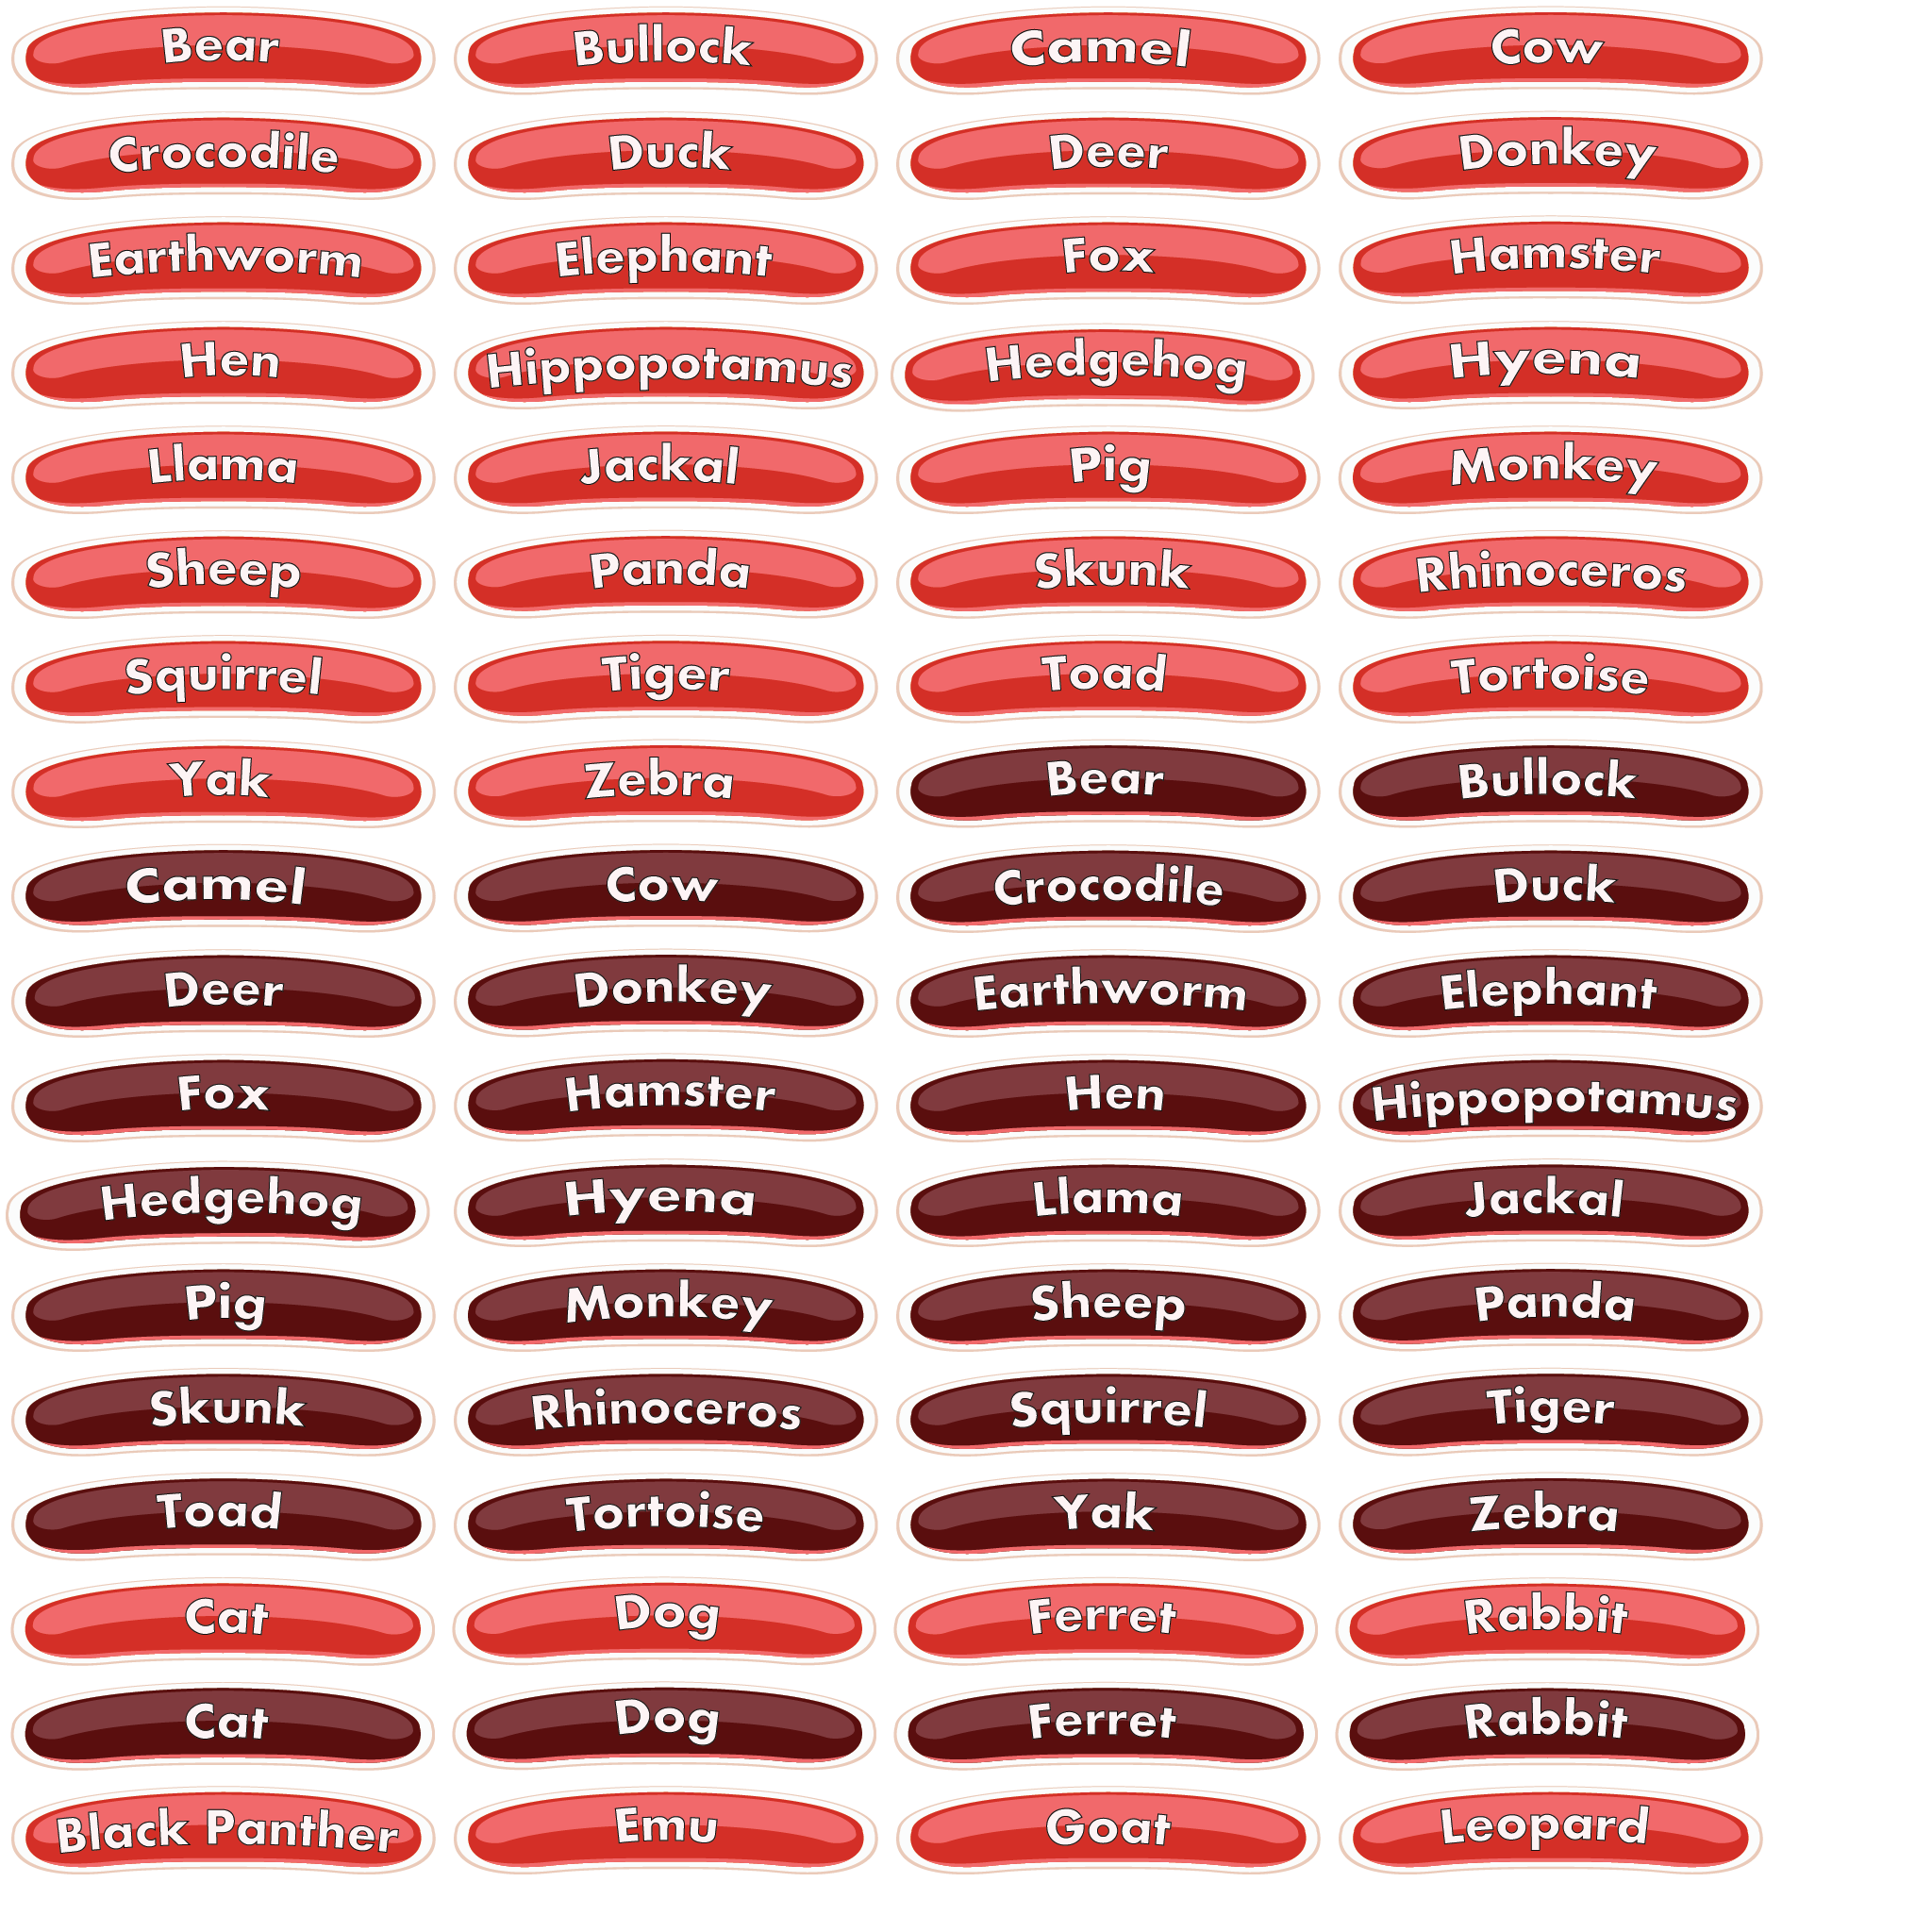 Bear Bullock Camel Cow
Crocodile Duck Deer Donkey
Earthworm Elephant Fox Hamster
Hen Hippopotamus Hedgehog Hyena
Llama Jackal Pig Monkey
Sheep Panda Skunk Rhinoceros
Squirrel Tiger Toad Tortoise
Yak Zebra Bear Bullock
Camel Cow Crocodile Duck
Deer Donkey Earthworm Elephant
Fox Hamster Hen Hippopotamus
Hedgehog Hyena Llama Jackal
Pig Monkey Sheep Panda
Skunk Rhinoceros Squirrel Tiger
Toad Tortoise Yak Zebra
Cat Dog Ferret Rabbit
Cat Dog Ferret Rabbit
Black Panther Emu Goat Leopard